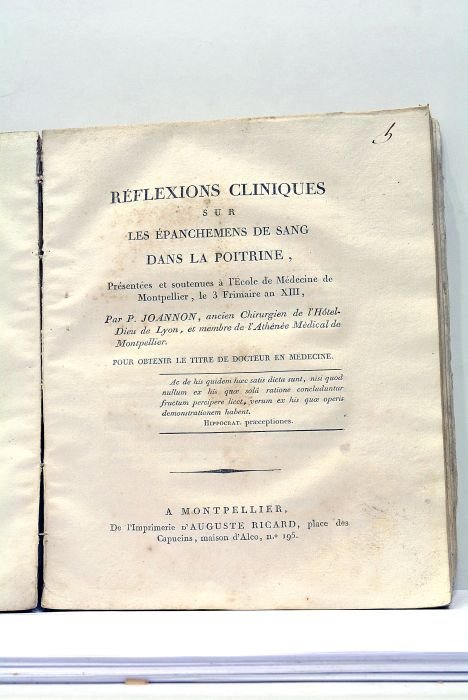 5
RÉFLEXIONS CLINIQUES
SUR
LES ÉPANCHEMENS DE SANG
DANS LA POITRINE,
Présentées et soutenues à l'École de Médecine de
Montpellier, le 3 Frimaire an XIII,
Par P. JOANNON, ancien Chirurgien de l'Hôtel-
Dieu de Lyon, et membre de l'Athénée Médical de
Montpellier.
POUR OBTENIR LE TITRE DE DOCTEUR EN MÉDECINE.
Ac de his quidem hæc satis dicta sunt, nisi quod
nullum ex his quæ solâ ratione concluduntur
fructum percipere licet, verum ex his quæ operis
demonstrationem habent.
HIPPOCRAT. præceptiones.
A MONTPELLIER,
De l'Imprimerie D'AUGUSTE RICARD, place des
Capucins, maison d'Alco, n.º 195.